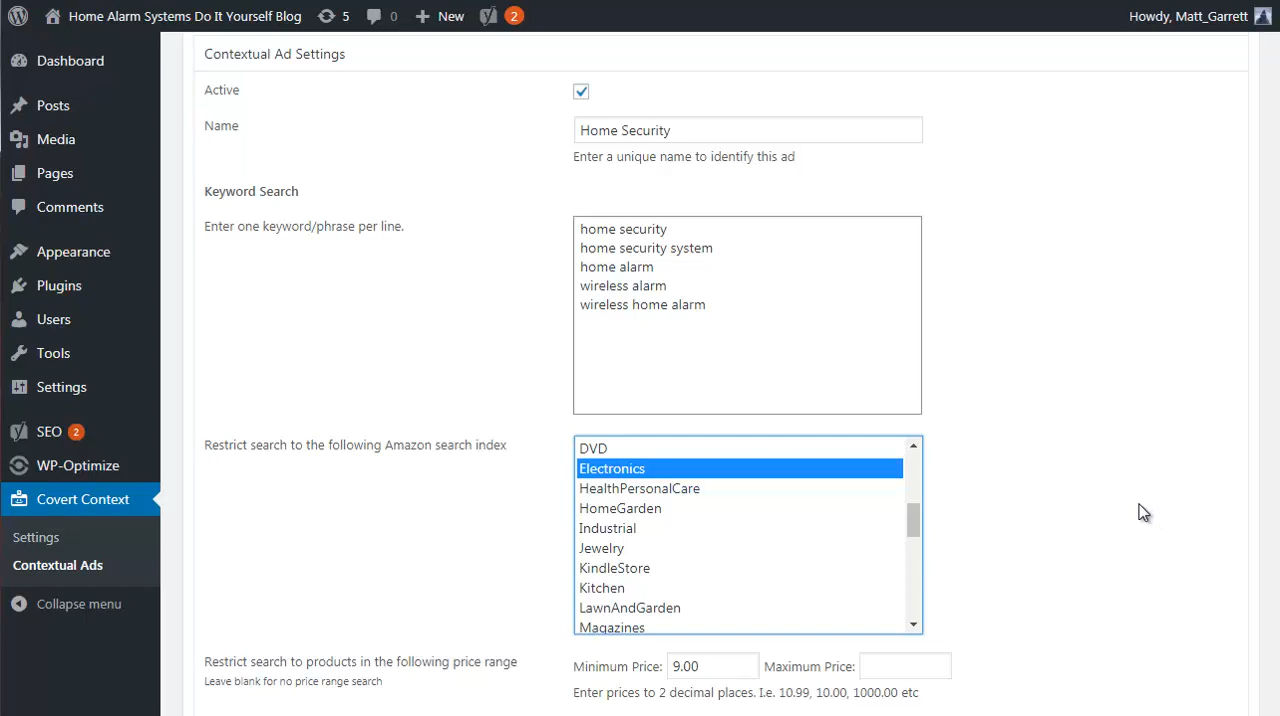 Home Alarm Systems Do It Yourself Blog 5 0 New 2 Howdy, Matt_Garrett
Dashboard
Posts
Media
Pages
Comments
Appearance
Plugins
Users
Tools
Settings
SEO 2
WP-Optimize
Covert Context
Settings
Contextual Ads
Collapse menu
Contextual Ad Settings
Active
Name
Home Security
Enter a unique name to identify this ad
Keyword Search
Enter one keyword/phrase per line.
home security
home security system
home alarm
wireless alarm
wireless home alarm
Restrict search to the following Amazon search index
DVD
Electronics
HealthPersonalCare
HomeGarden
Industrial
Jewelry
KindleStore
Kitchen
LawnAndGarden
Magazines
Restrict search to products in the following price range
Leave blank for no price range search
Minimum Price: 9.00 Maximum Price:
Enter prices to 2 decimal places. I.e. 10.99, 10.00, 1000.00 etc